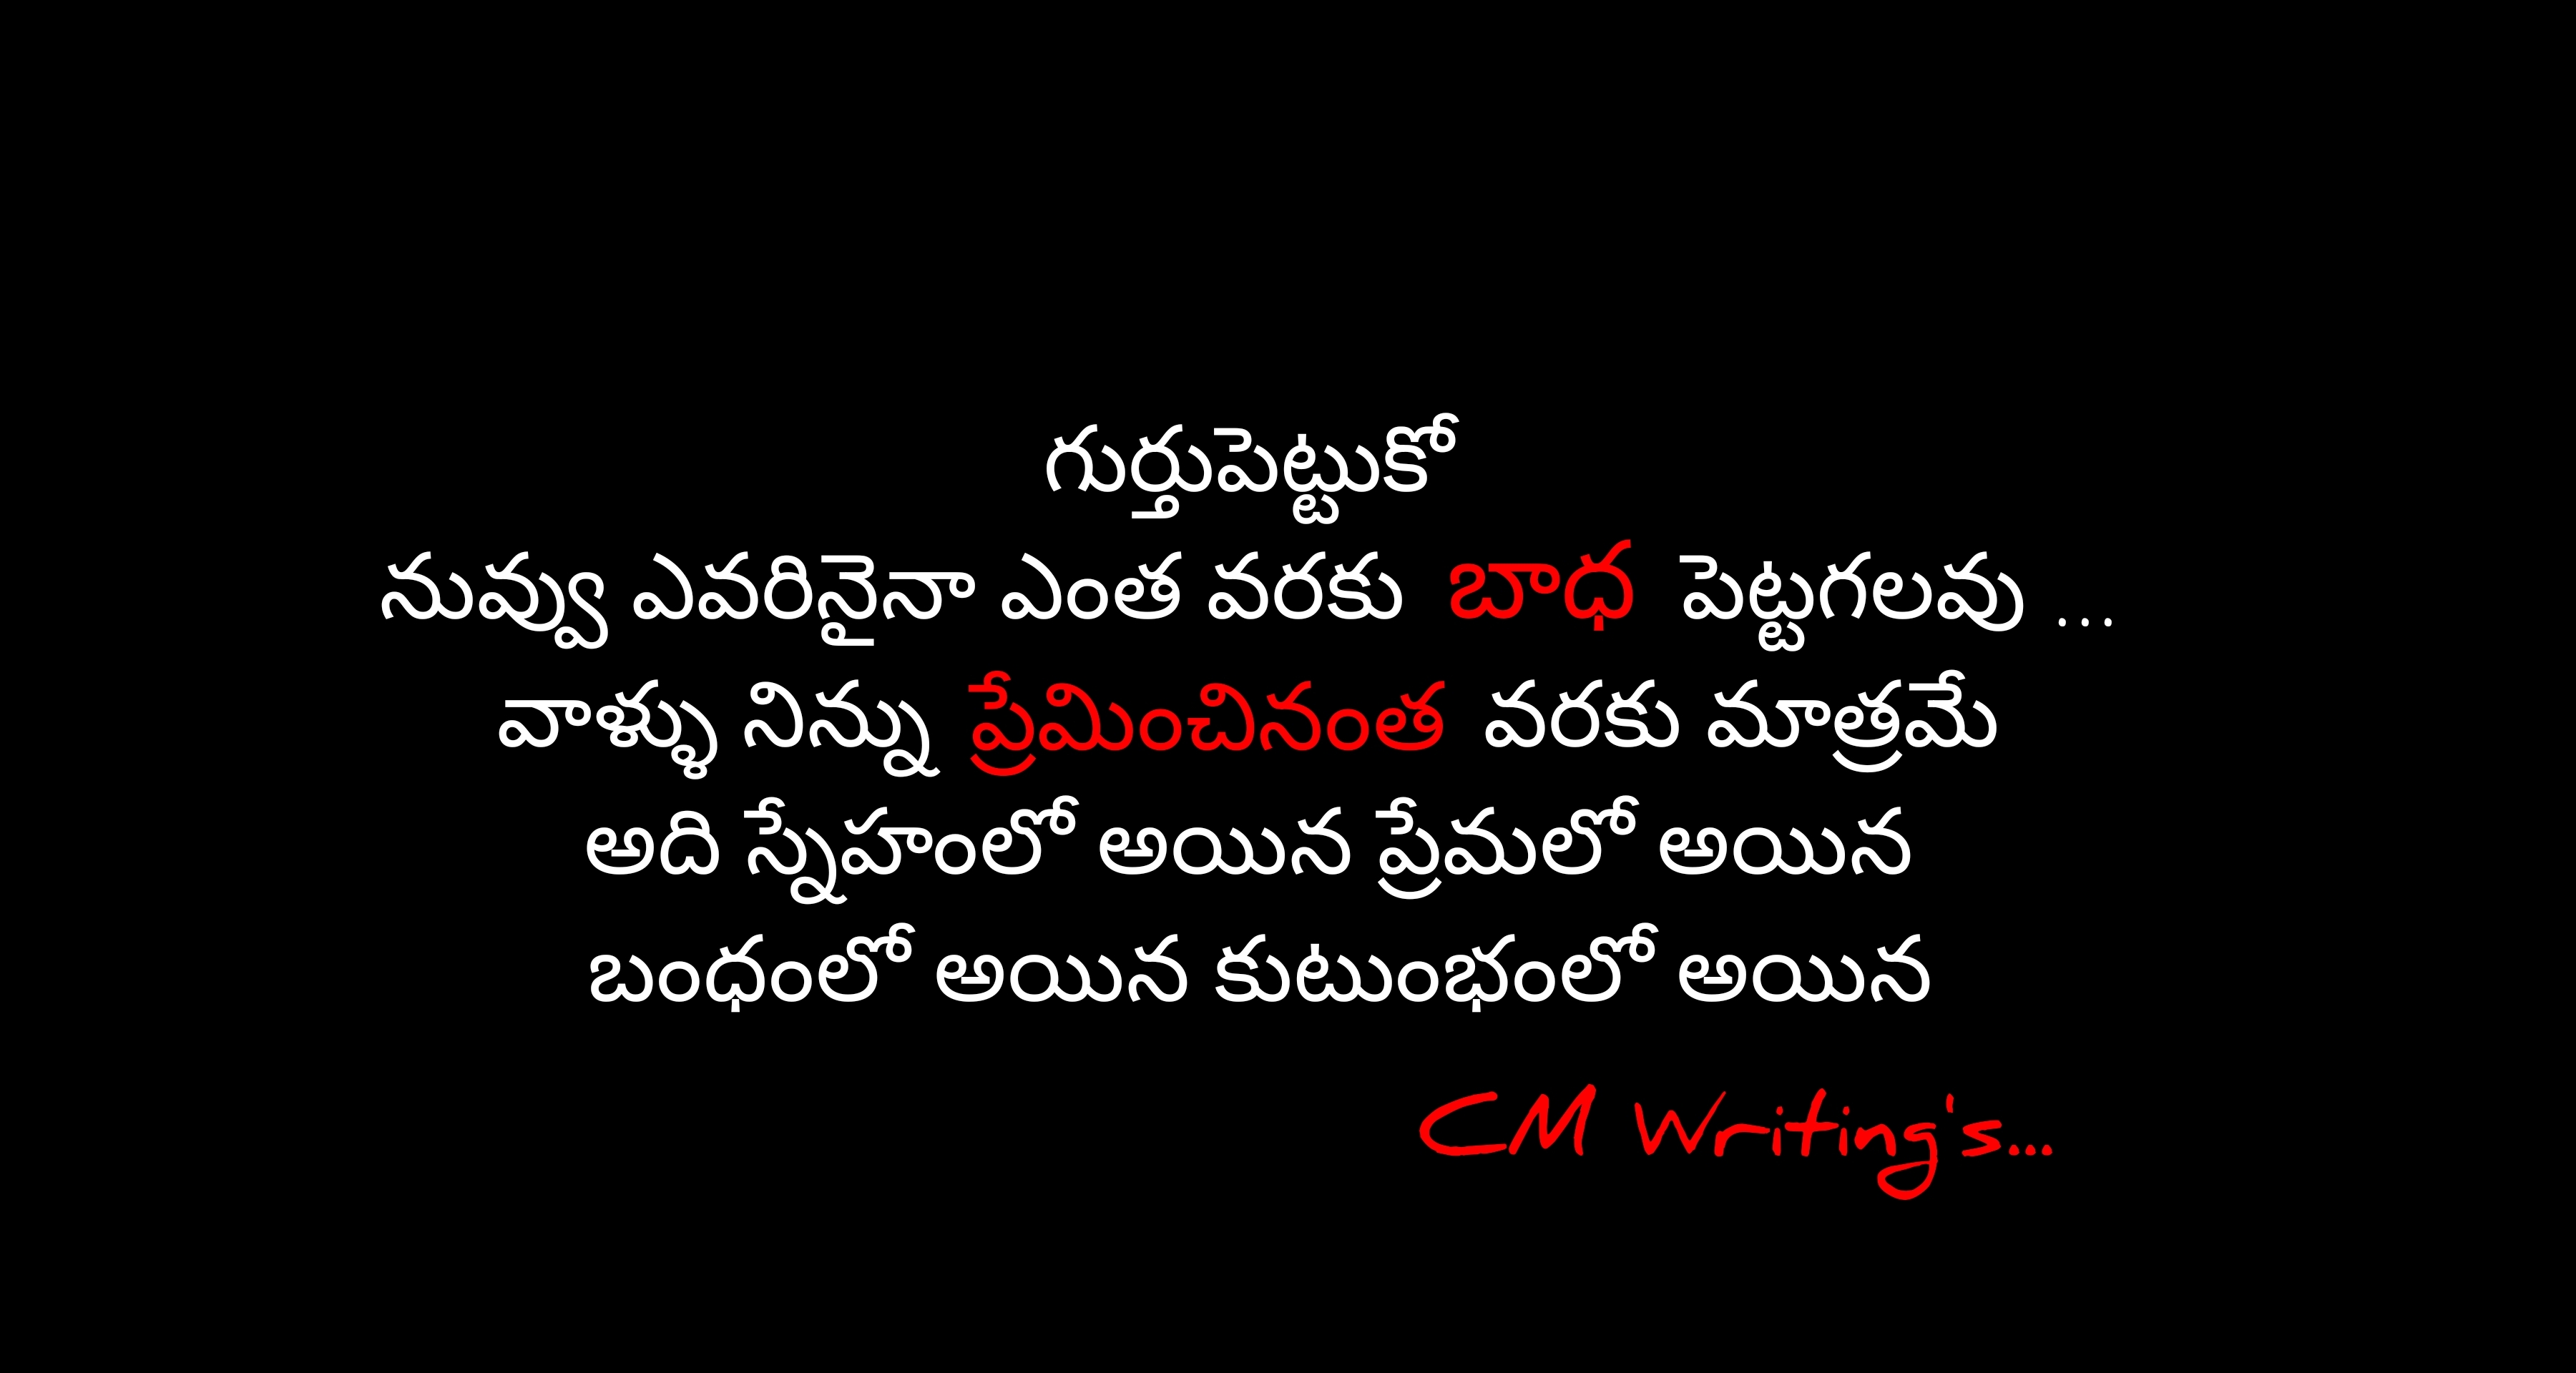 గుర్తుపెట్టుకో
నువ్వు ఎవరినైనా ఎంత వరకు బాధ పెట్టగలవు ...
వాళ్ళు నిన్ను ప్రేమించినంత వరకు మాత్రమే
అది స్నేహంలో అయిన ప్రేమలో అయిన
బంధంలో అయిన కుటుంభంలో అయిన
CM Writing's...